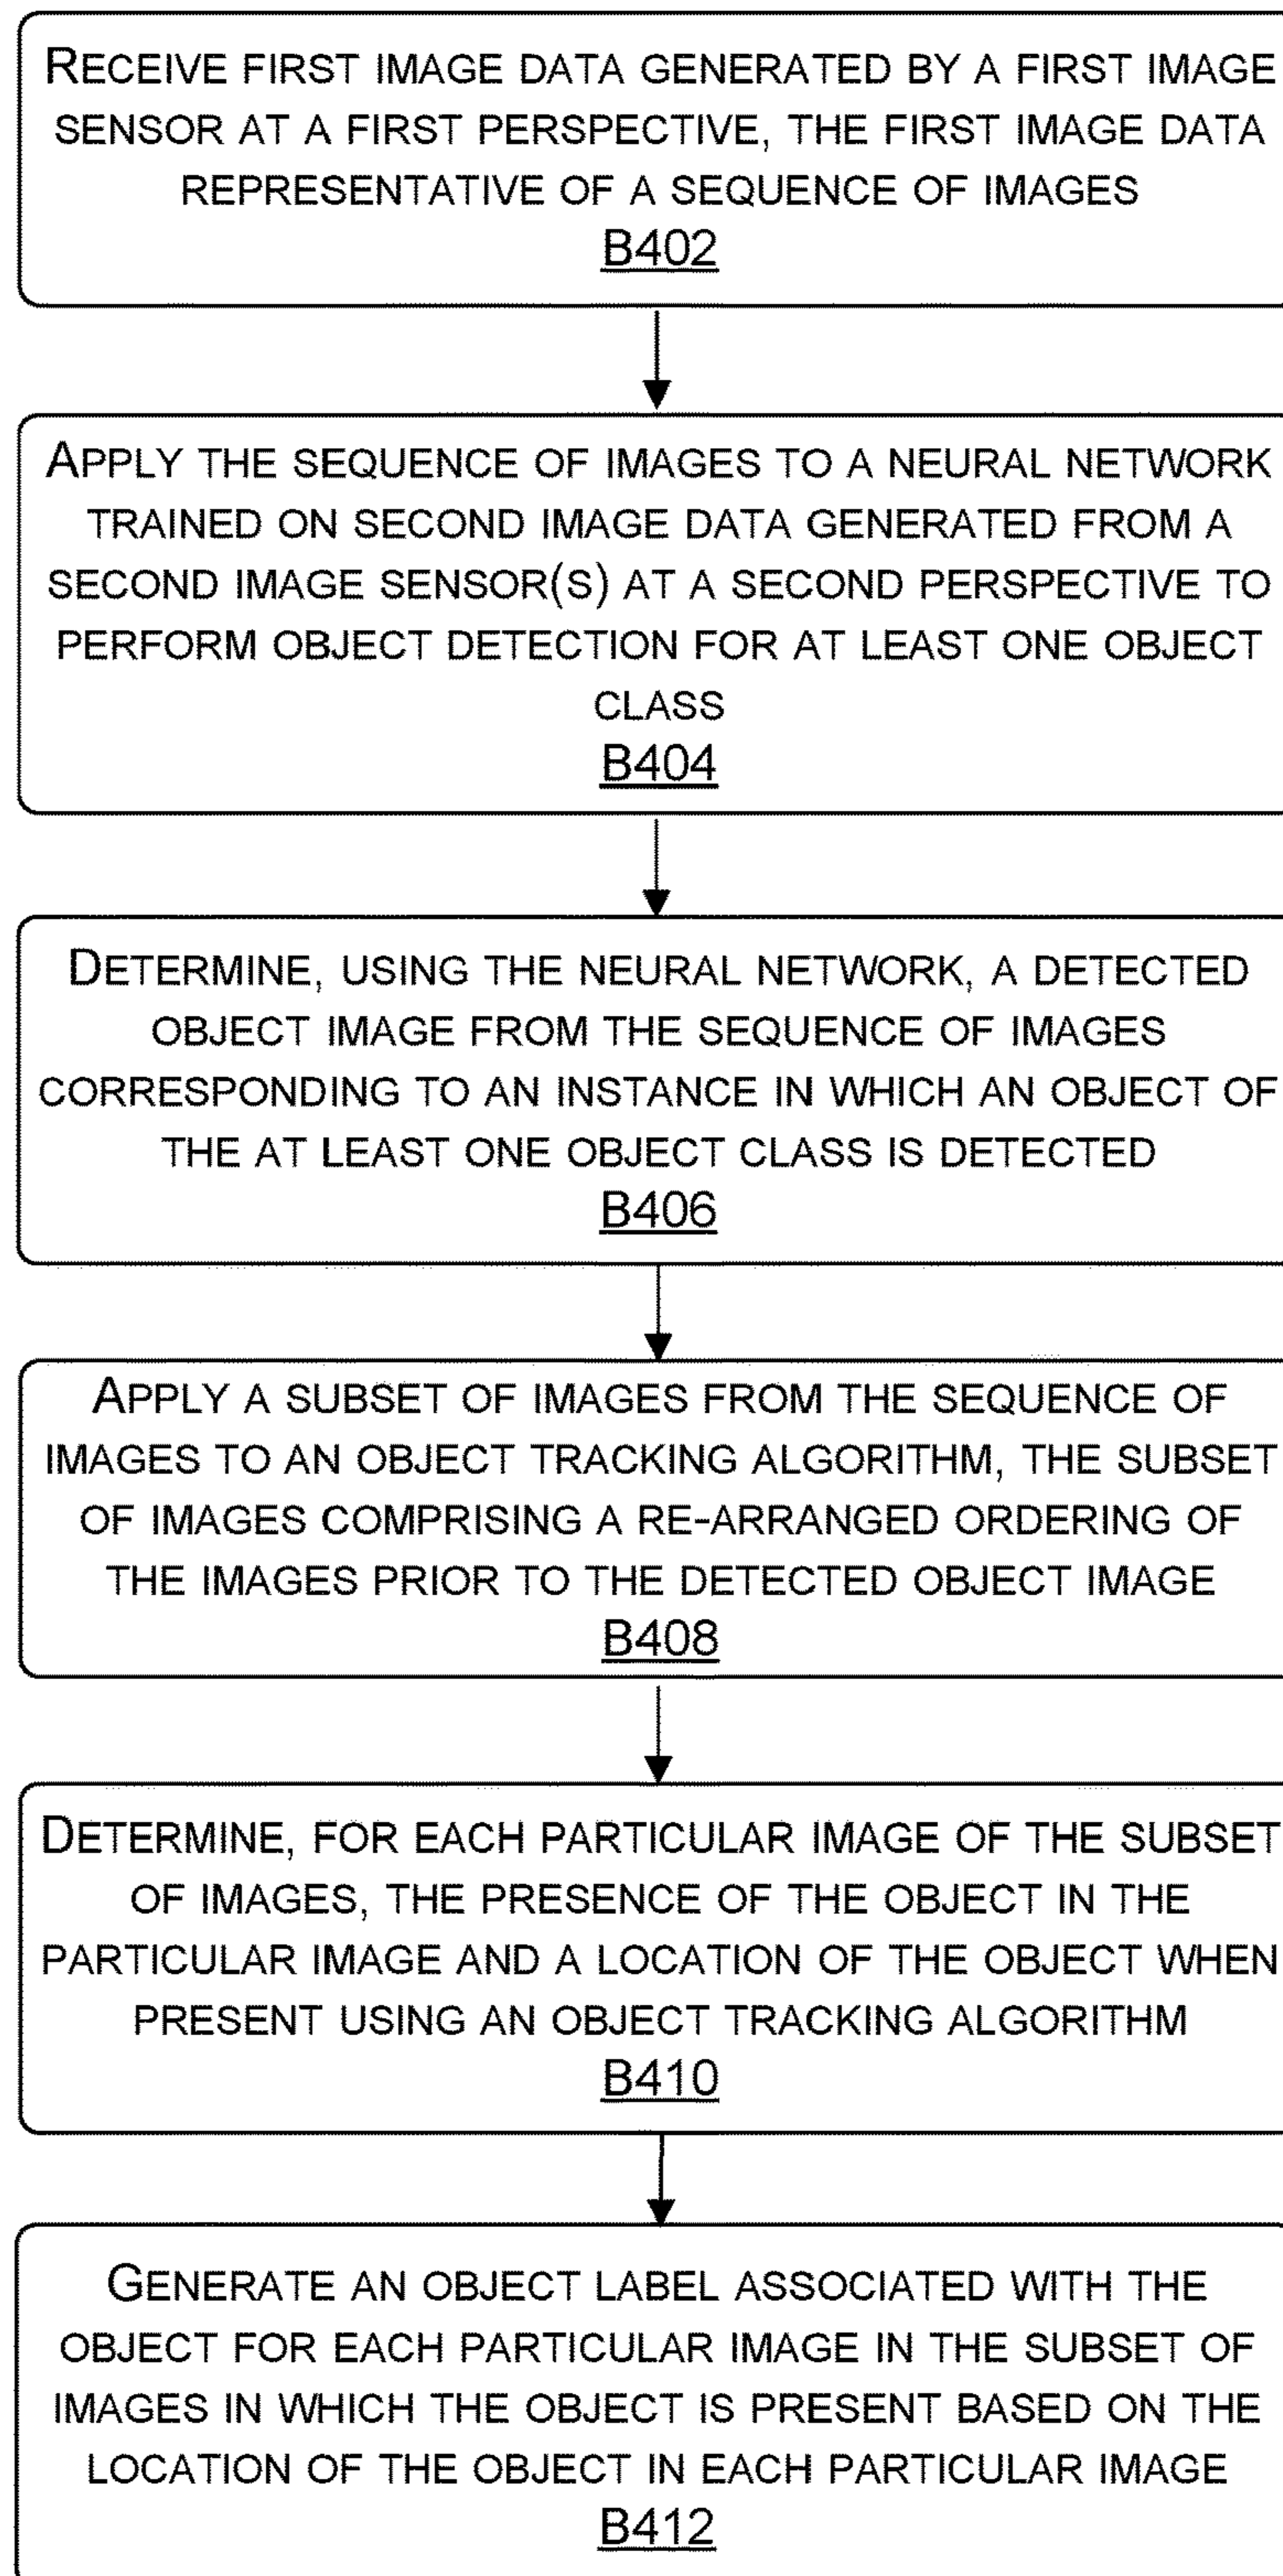 RECEIVE FIRST IMAGE DATA GENERATED BY A FIRST IMAGE
SENSOR AT A FIRST PERSPECTIVE, THE FIRST IMAGE DATA
REPRESENTATIVE OF A SEQUENCE OF IMAGES
B402
APPLY THE SEQUENCE OF IMAGES TO A NEURAL NETWORK
TRAINED ON SECOND IMAGE DATA GENERATED FROM A
SECOND IMAGE SENSOR(S) AT A SECOND PERSPECTIVE TO
PERFORM OBJECT DETECTION FOR AT LEAST ONE OBJECT
CLASS
B404
DETERMINE, USING THE NEURAL NETWORK, A DETECTED
OBJECT IMAGE FROM THE SEQUENCE OF IMAGES
CORRESPONDING TO AN INSTANCE IN WHICH AN OBJECT OF
THE AT LEAST ONE OBJECT CLASS IS DETECTED
B406
APPLY A SUBSET OF IMAGES FROM THE SEQUENCE OF
IMAGES TO AN OBJECT TRACKING ALGORITHM, THE SUBSET
OF IMAGES COMPRISING A RE-ARRANGED ORDERING OF
THE IMAGES PRIOR TO THE DETECTED OBJECT IMAGE
B408
DETERMINE, FOR EACH PARTICULAR IMAGE OF THE SUBSET
OF IMAGES, THE PRESENCE OF THE OBJECT IN THE
PARTICULAR IMAGE AND A LOCATION OF THE OBJECT WHEN
PRESENT USING AN OBJECT TRACKING ALGORITHM
B410
GENERATE AN OBJECT LABEL ASSOCIATED WITH THE
OBJECT FOR EACH PARTICULAR IMAGE IN THE SUBSET OF
IMAGES IN WHICH THE OBJECT IS PRESENT BASED ON THE
LOCATION OF THE OBJECT IN EACH PARTICULAR IMAGE
B412